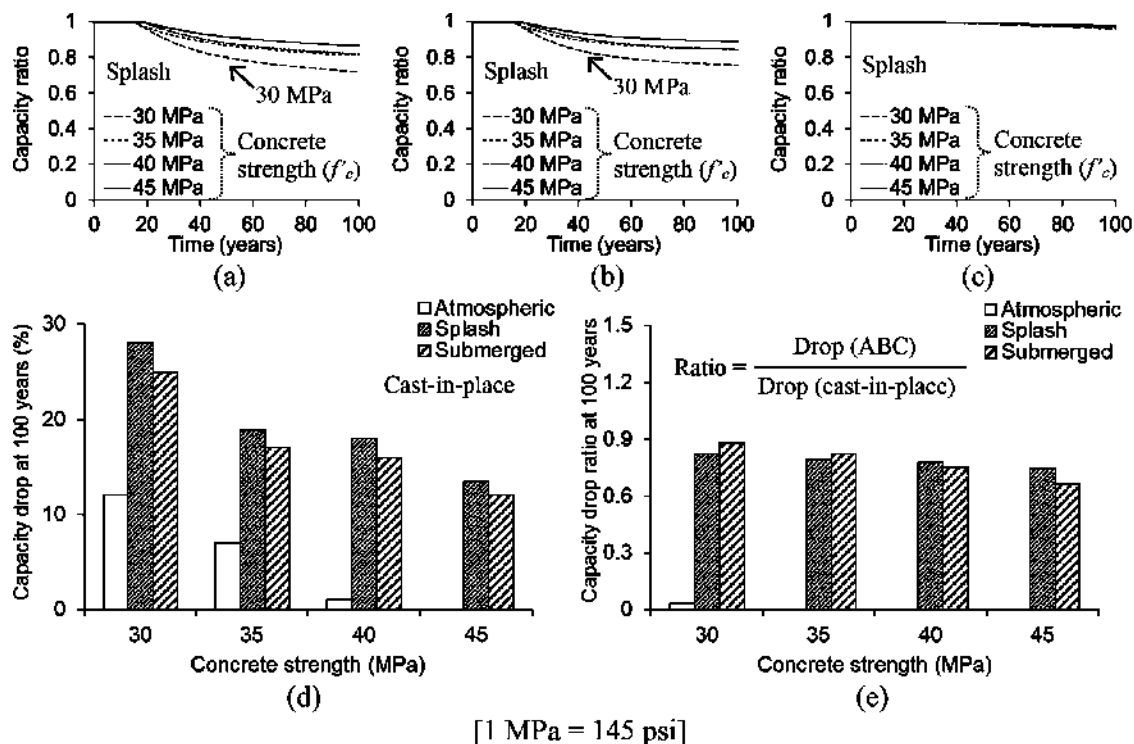 Capacity ratio
1
0.8
0.6
0.4
0.2
0
Splash
30 MPa
30 MPa
35 MPa
40 MPa
45 MPa
Concrete
strength (f'c)
0 20 40 60 80 100
Time (years)
(a)
Capacity ratio
1
0.8
0.6
0.4
0.2
0
Splash
30 MPa
30 MPa
35 MPa
40 MPa
45 MPa
Concrete
strength (f'c)
0 20 40 60 80 100
Time (years)
(b)
Capacity ratio
1
0.8
0.6
0.4
0.2
0
Splash
30 MPa
35 MPa
40 MPa
45 MPa
Concrete
strength (f'c)
0 20 40 60 80 100
Time (years)
(c)
Capacity drop at 100 years (%)
30
20
10
0
Atmospheric
Splash
Submerged
Cast-in-place
30 35 40 45
Concrete strength (MPa)
(d)
Capacity drop ratio at 100 years
1.5
1.2
0.9
0.6
0.3
0
Atmospheric
Splash
Submerged
Ratio = Drop (ABC)
Drop (cast-in-place)
30 35 40 45
Concrete strength (MPa)
(e)
[1 MPa = 145 psi]